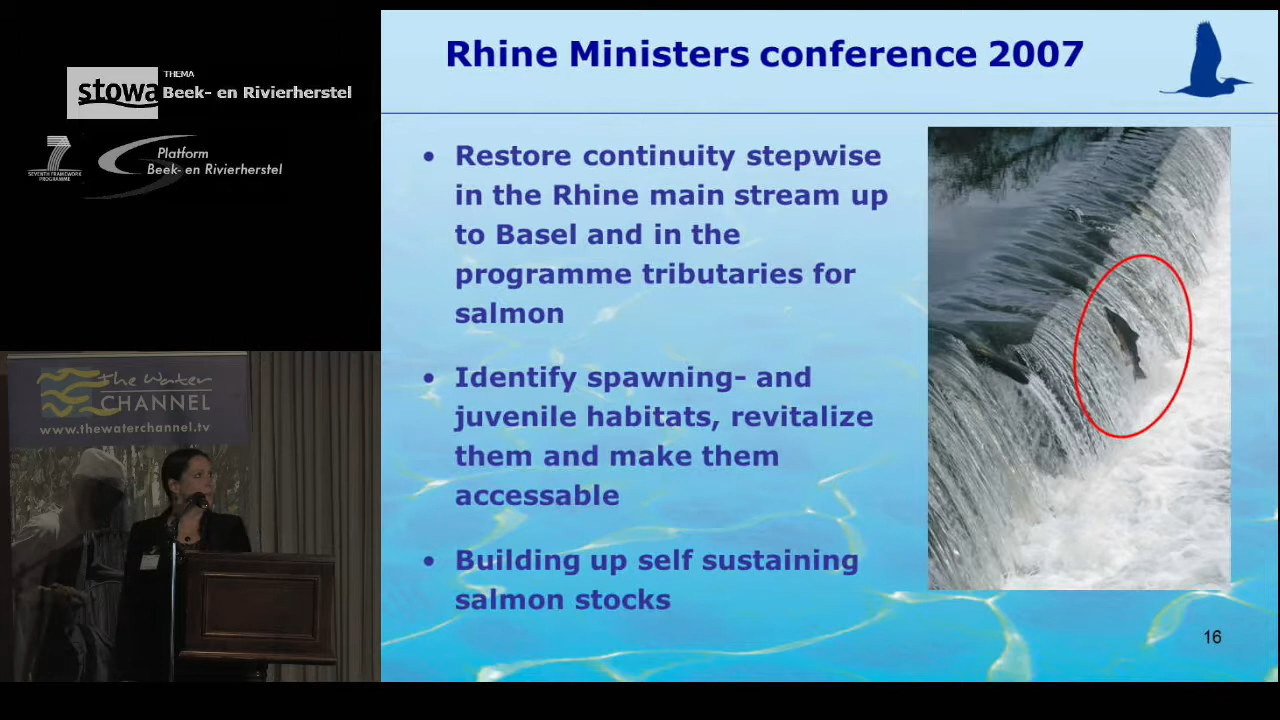 Rhine Ministers conference 2007
stowa
THEMA
Beek- en Rivierherstel
SEVENTH FRAMEWORK
PROGRAMME
Platform
Beek- en Rivierherstel
• Restore continuity stepwise
in the Rhine main stream up
to Basel and in the
programme tributaries for
salmon
• Identify spawning- and
juvenile habitats, revitalize
them and make them
accessable
• Building up self sustaining
salmon stocks
16
the water
CHANNEL
www.thewaterchannel.tv